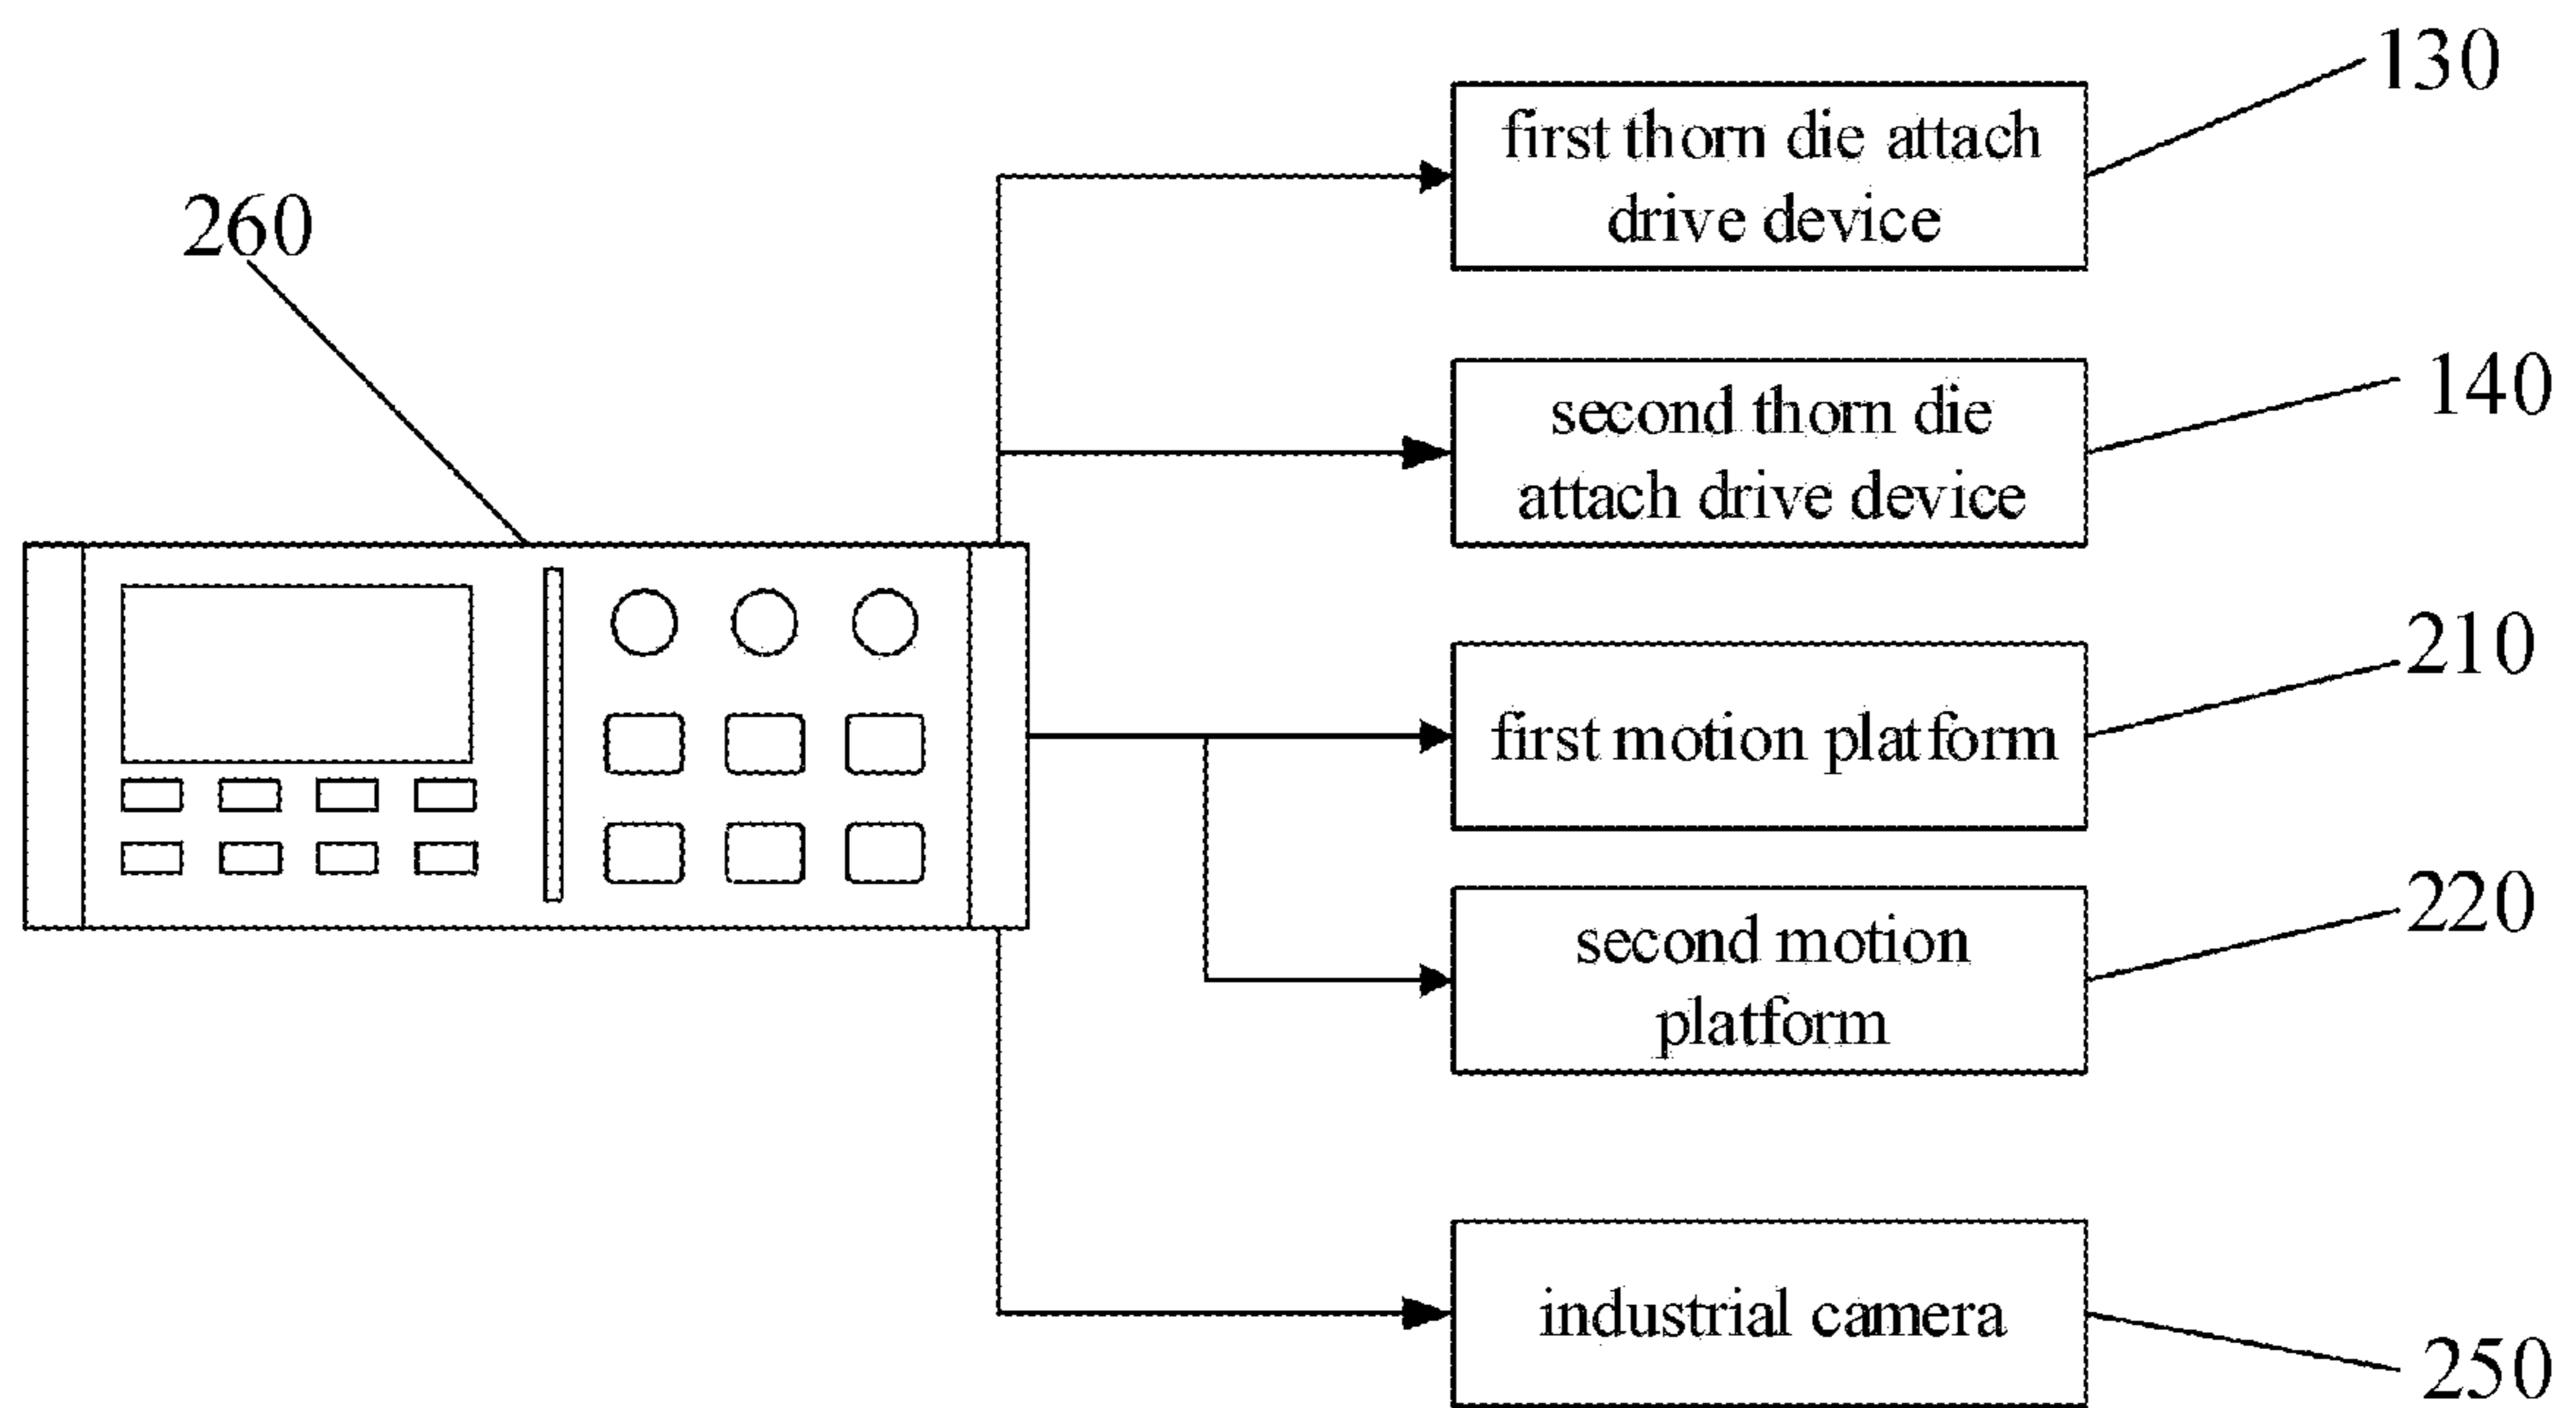 130
first thorn die attach
drive device
260
140
second thorn die
attach drive device
210
first motion platform
220
second motion
platform
industrial camera
250